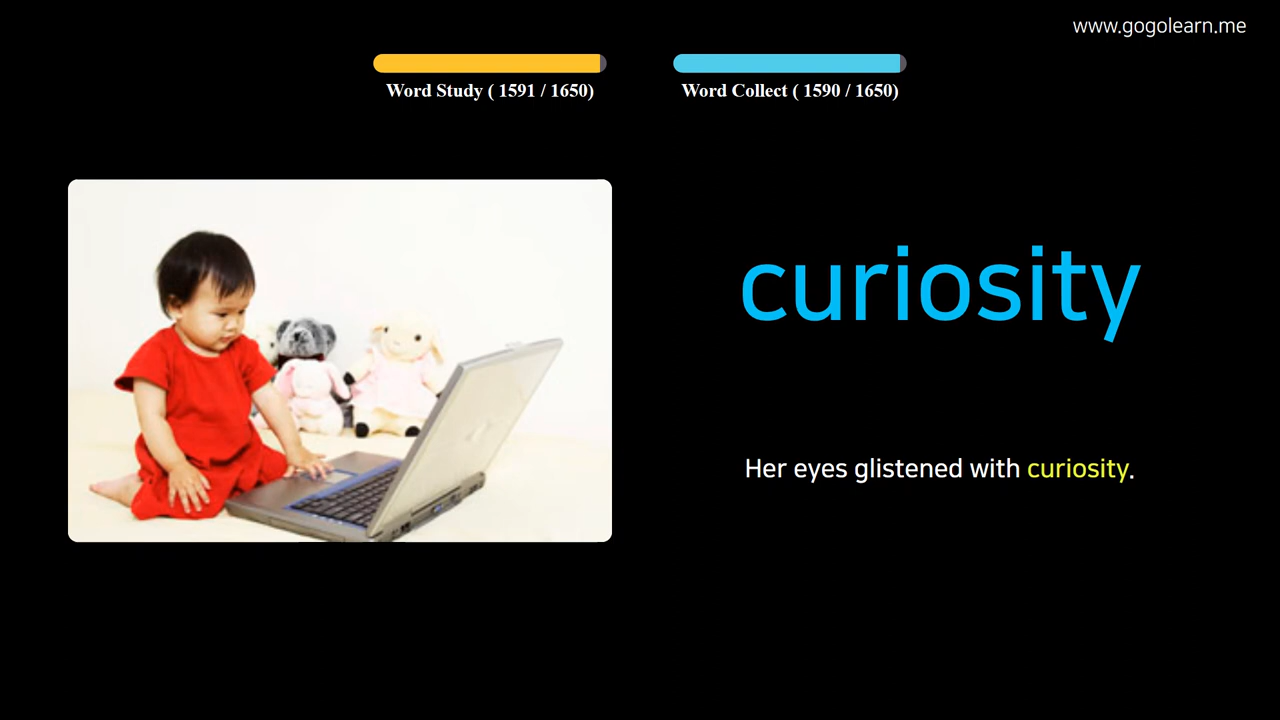 www.gogolearn.me
Word Study ( 1591 / 1650)
Word Collect ( 1590 / 1650)
curiosity
Her eyes glistened with curiosity.